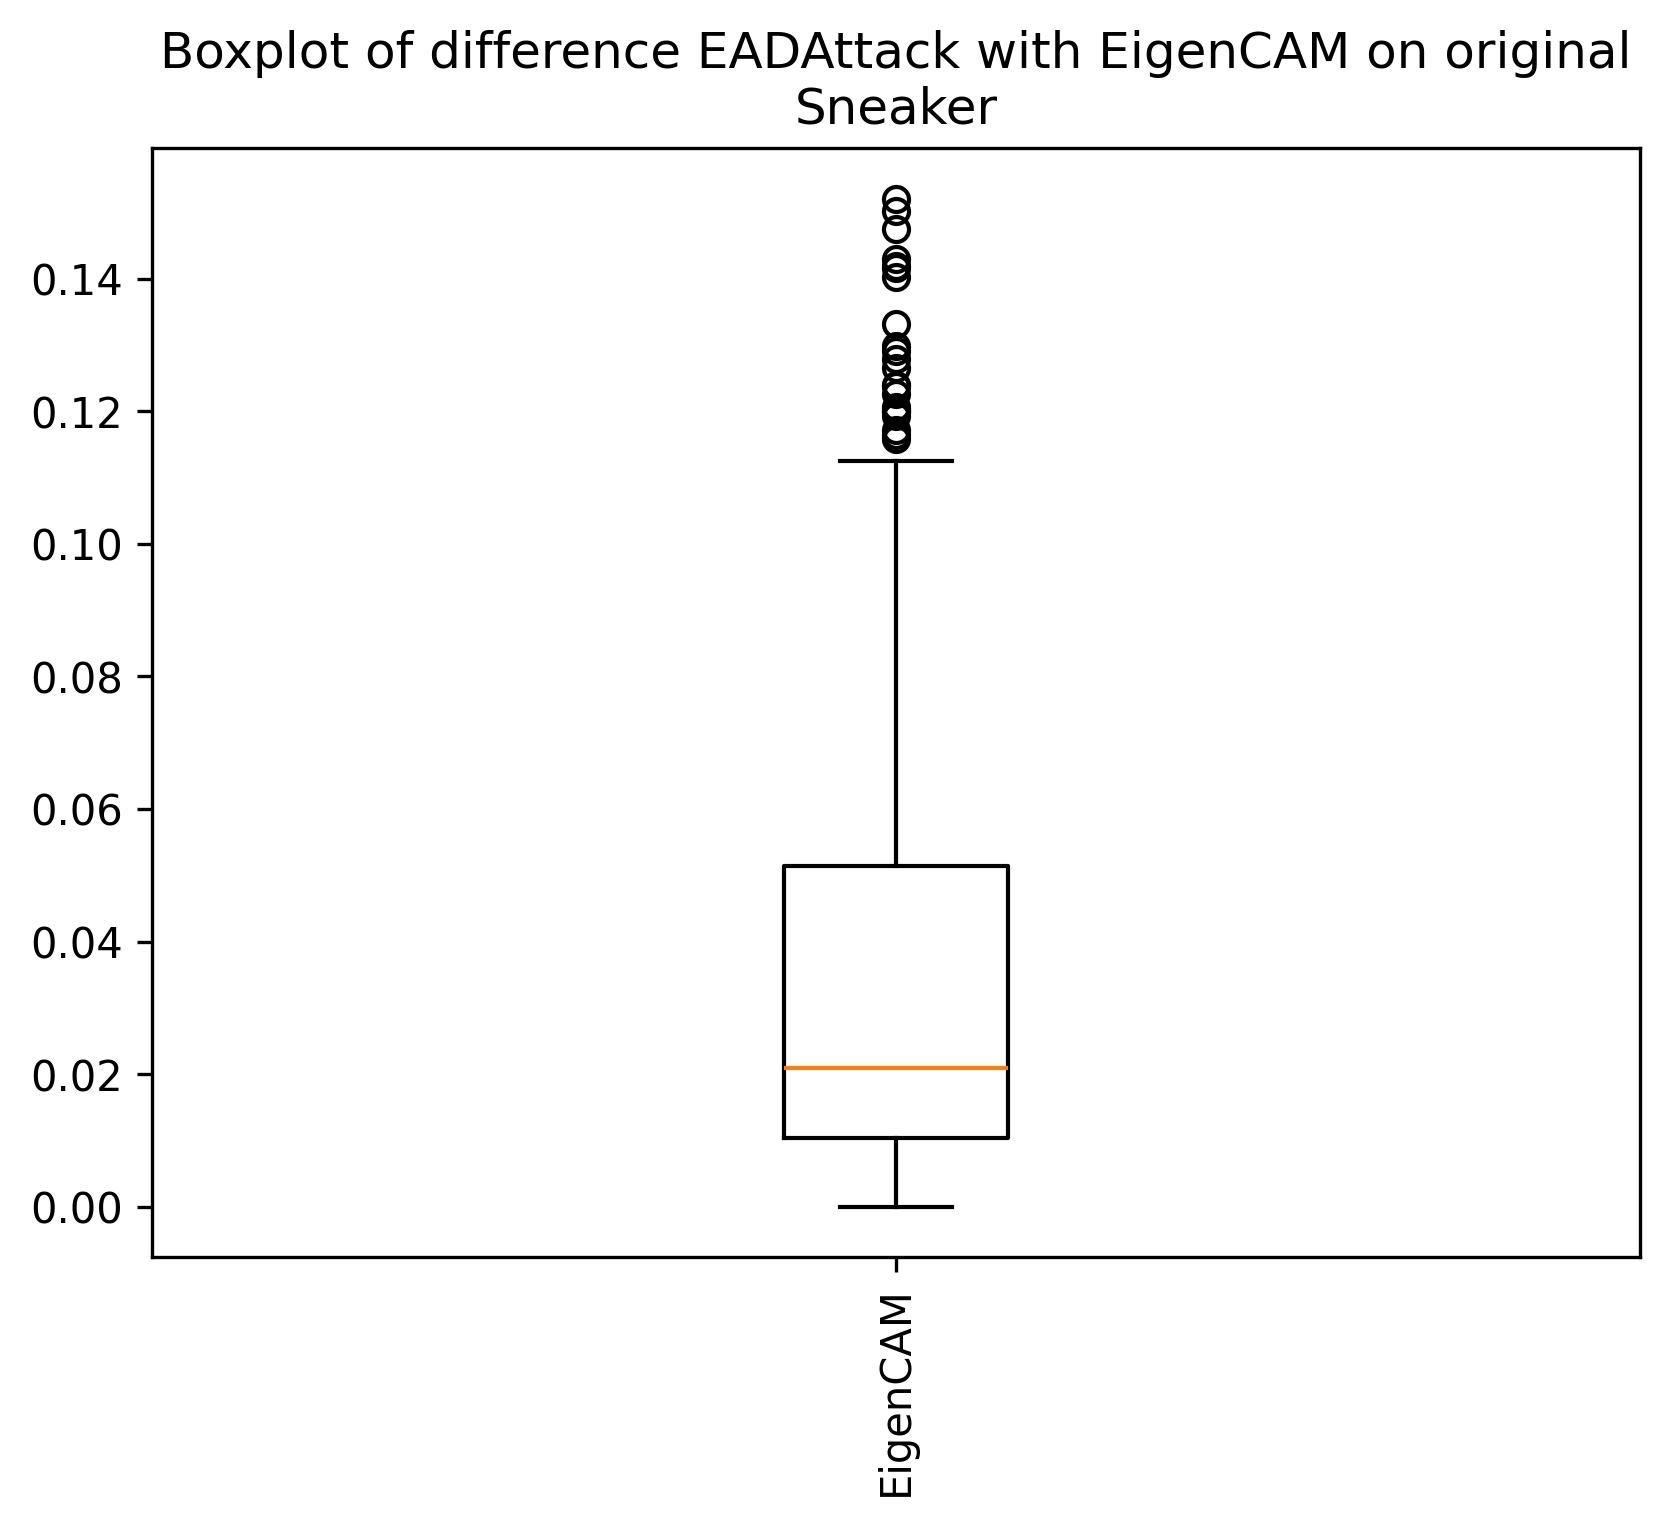 Boxplot of difference EADAttack with EigenCAM on original
Sneaker
0.14
0.12
0.10
0.08
0.06
0.04
0.02
0.00
EigenCAM